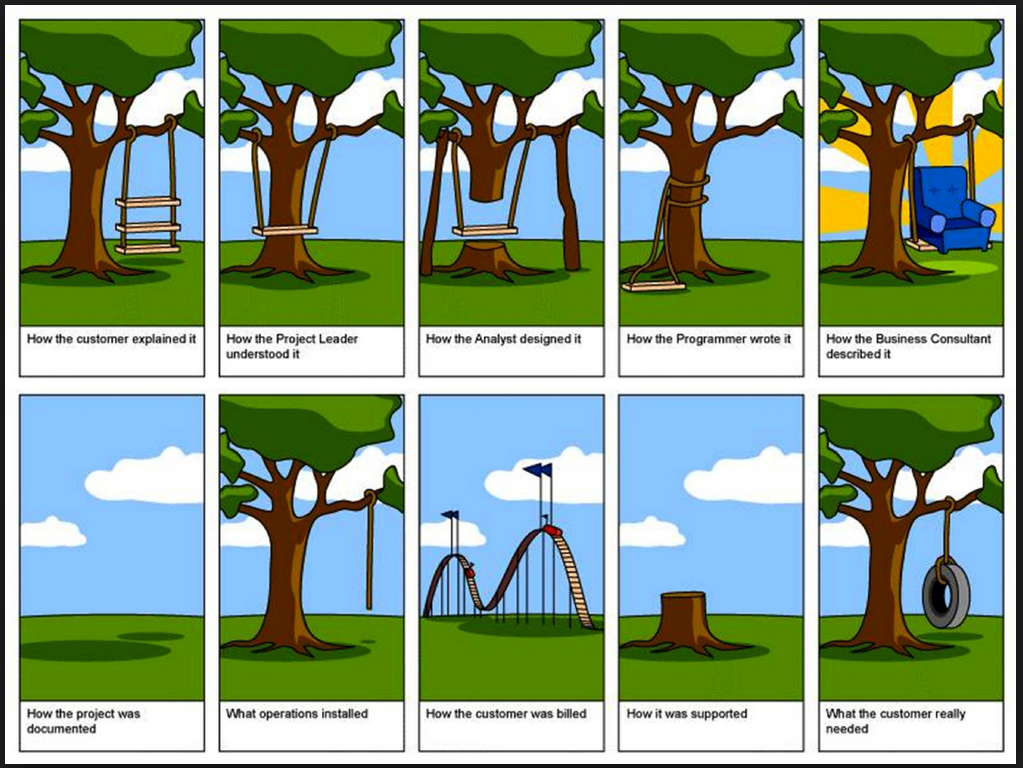 How the customer explained it
How the Project Leader
understood it
How the Analyst designed it
How the Programmer wrote it
How the Business Consultant
described it
How the project was
documented
What operations installed
How the customer was billed
How it was supported
What the customer really
needed